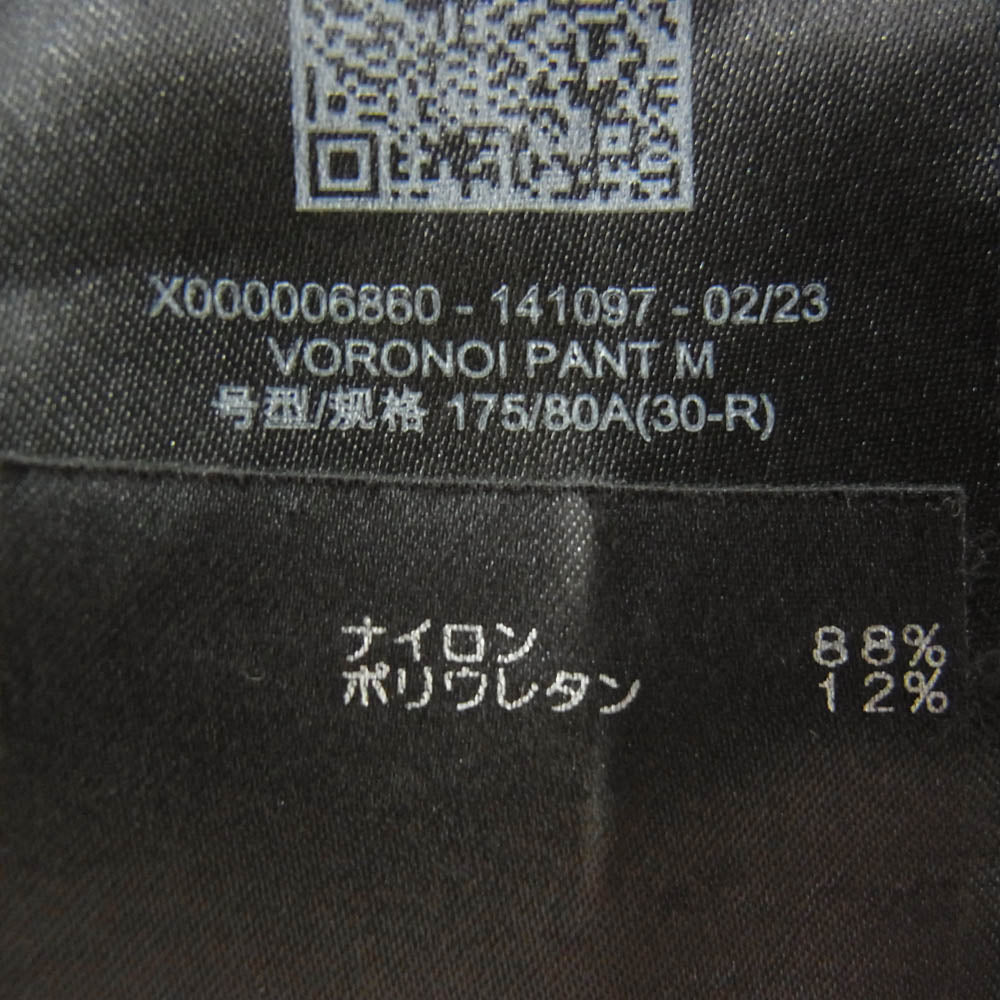 X000006860 - 141097 - 02/23
VORONOI PANT M
号型/规格 175/80A(30-R)
ナイロン 88%
ポリウレタン 12%